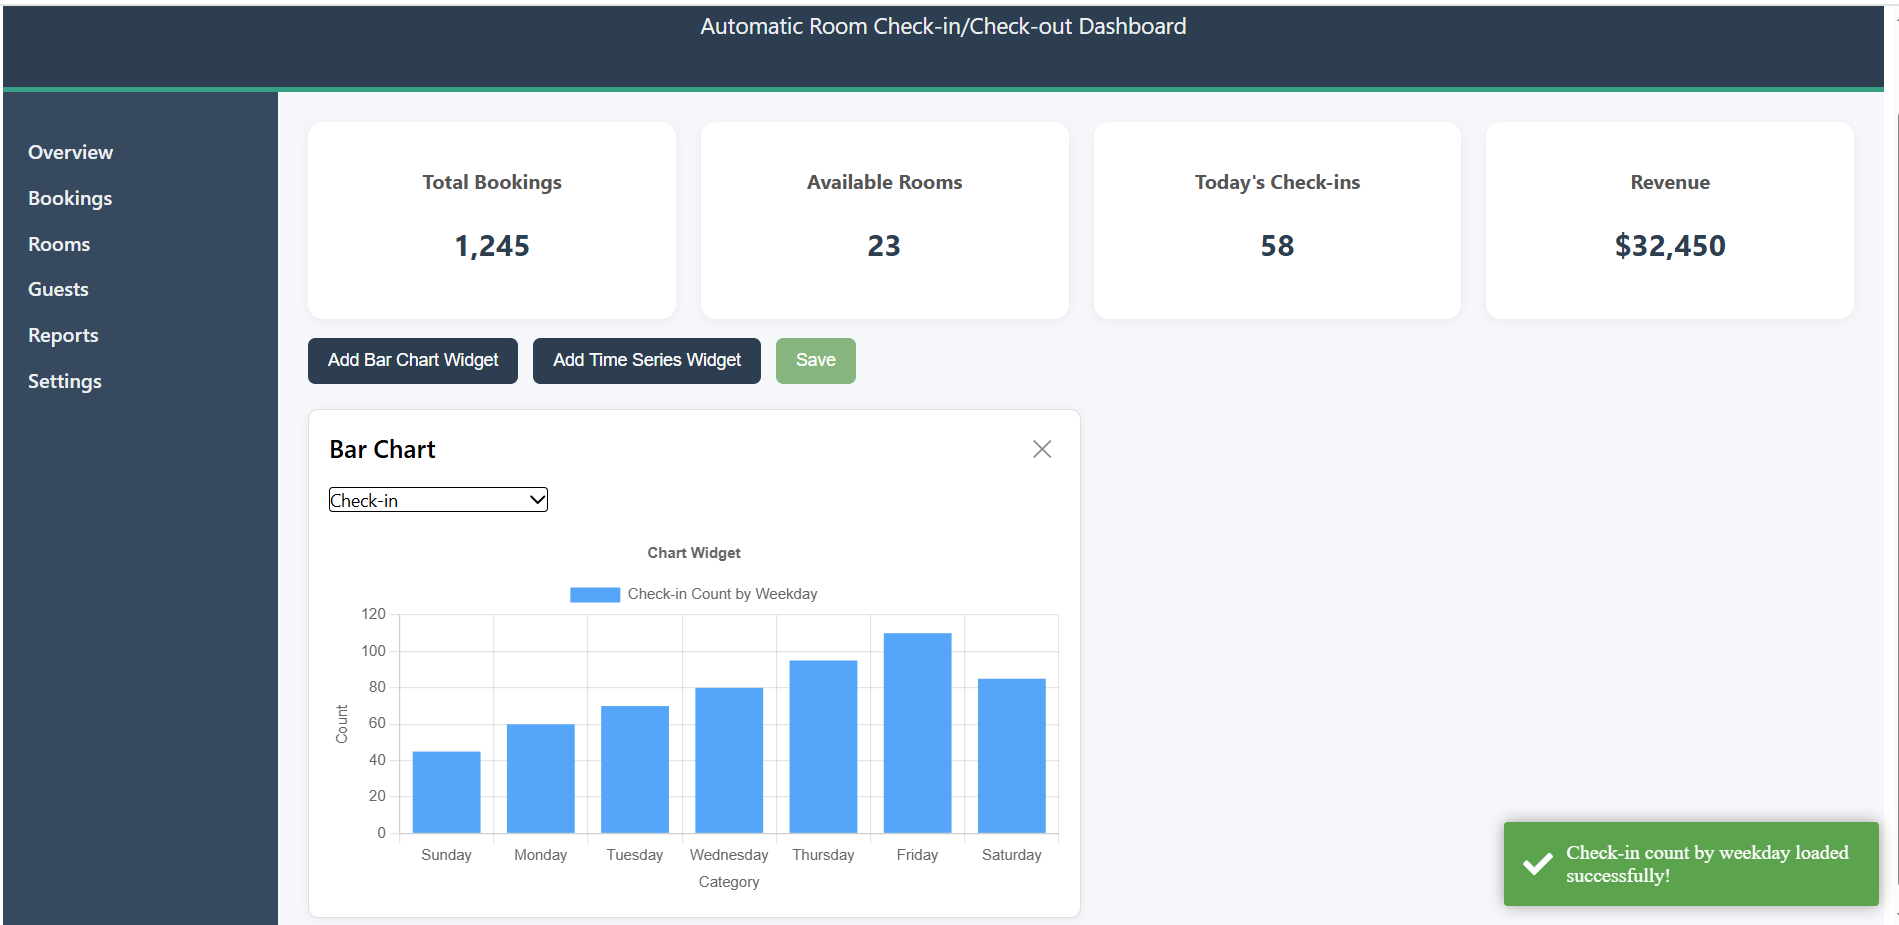 Automatic Room Check-in/Check-out Dashboard
Overview
Bookings
Rooms
Guests
Reports
Settings
Total Bookings
1,245
Available Rooms
23
Today's Check-ins
58
Revenue
$32,450
Add Bar Chart Widget
Add Time Series Widget
Save
Bar Chart
Check-in
Chart Widget
Check-in Count by Weekday
120
100
80
60
40
20
0
Count
Sunday
Monday
Tuesday
Wednesday
Thursday
Friday
Saturday
Category
Check-in count by weekday loaded
successfully!